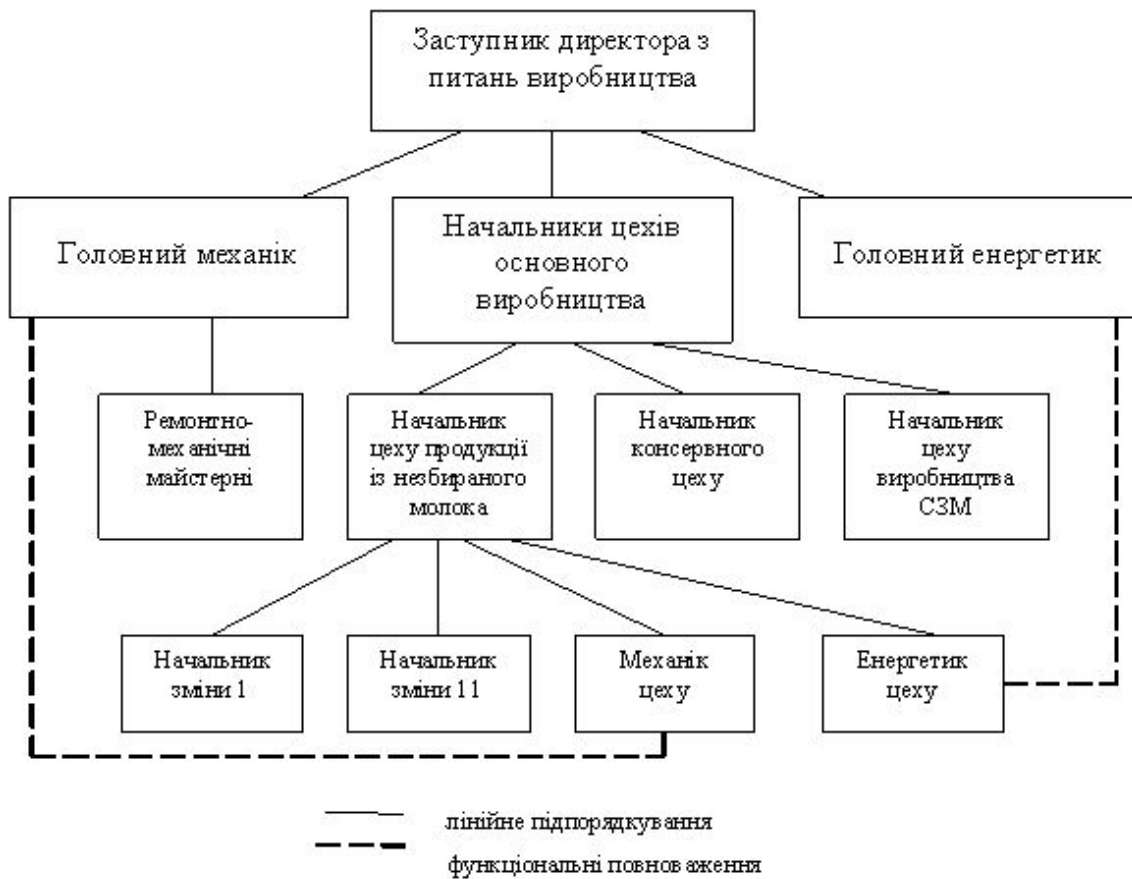 Заступник директора з
питань виробництва
Головний механік
Начальники цехів
основного
виробництва
Головний енергетик
Ремонтно-
механічні
майстерні
Начальник
цеху продукції
із незбираного
молока
Начальник
консервного
цеху
Начальник
цеху
виробництва
СЗМ
Начальник
зміни 1
Начальник
зміни 11
Механік
цеху
Енергетик
цеху
лінійне підпорядкування
функціональні повноваження